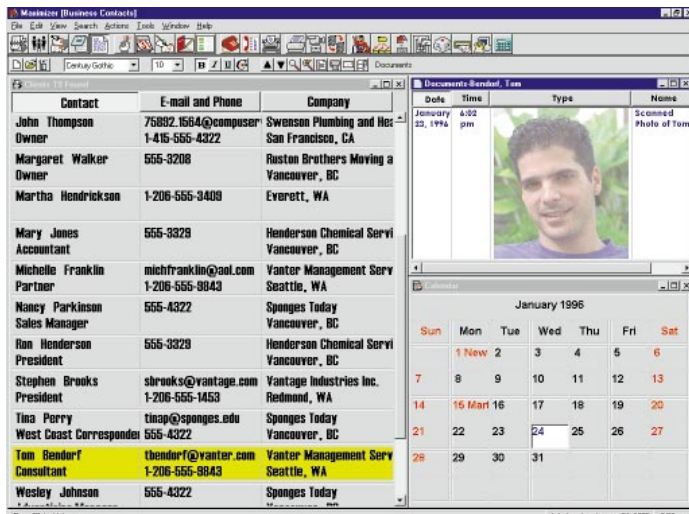 Maximizer [Business Contacts]
File Edit View Search Actions Tools Window Help
Century Gothic 10 B I U Documents
Clients 13 Found
Contact E-mail and Phone Company
John Thompson 75892.1564@compuser Swenson Plumbing and Hea
Owner 1-415-555-4322 San Francisco, CA
Margaret Walker 555-3208 Ruston Brothers Moving a
Owner Vancouver, BC
Martha Hendrickson 1-206-555-3409 Everett, WA
Mary Jones 555-3329 Henderson Chemical Servi
Accountant Vancouver, BC
Michelle Franklin michfranklin@aol.com Vanter Management Serv
Partner 1-206-555-9843 Seattle, WA
Nancy Parkinson 555-4322 Sponges Today
Sales Manager Vancouver, BC
Ron Henderson 555-3329 Henderson Chemical Servi
President Vancouver, BC
Stephen Brooks sbrooks@vantage.com Vantage Industries Inc.
President 1-206-555-1453 Redmond, WA
Tina Perry tinap@sponges.edu Sponges Today
West Coast Corresponder 555-4322 Vancouver, BC
Tom Bendorf tbendorf@vanter.com Vanter Management Serv
Consultant 1-206-555-9843 Seattle, WA
Wesley Johnson 555-4322 Sponges Today
Documents-Bendorf, Tom
Date Time Type Name
January 6:02 Scanned
23, 1996 pm Photo of Tom
Calendar
January 1996
Sun Mon Tue Wed Thu Fri Sat
1 New 2 3 4 5 6
7 8 9 10 11 12 13
14 15 Mart 16 17 18 19 20
21 22 23 24 25 26 27
28 29 30 31